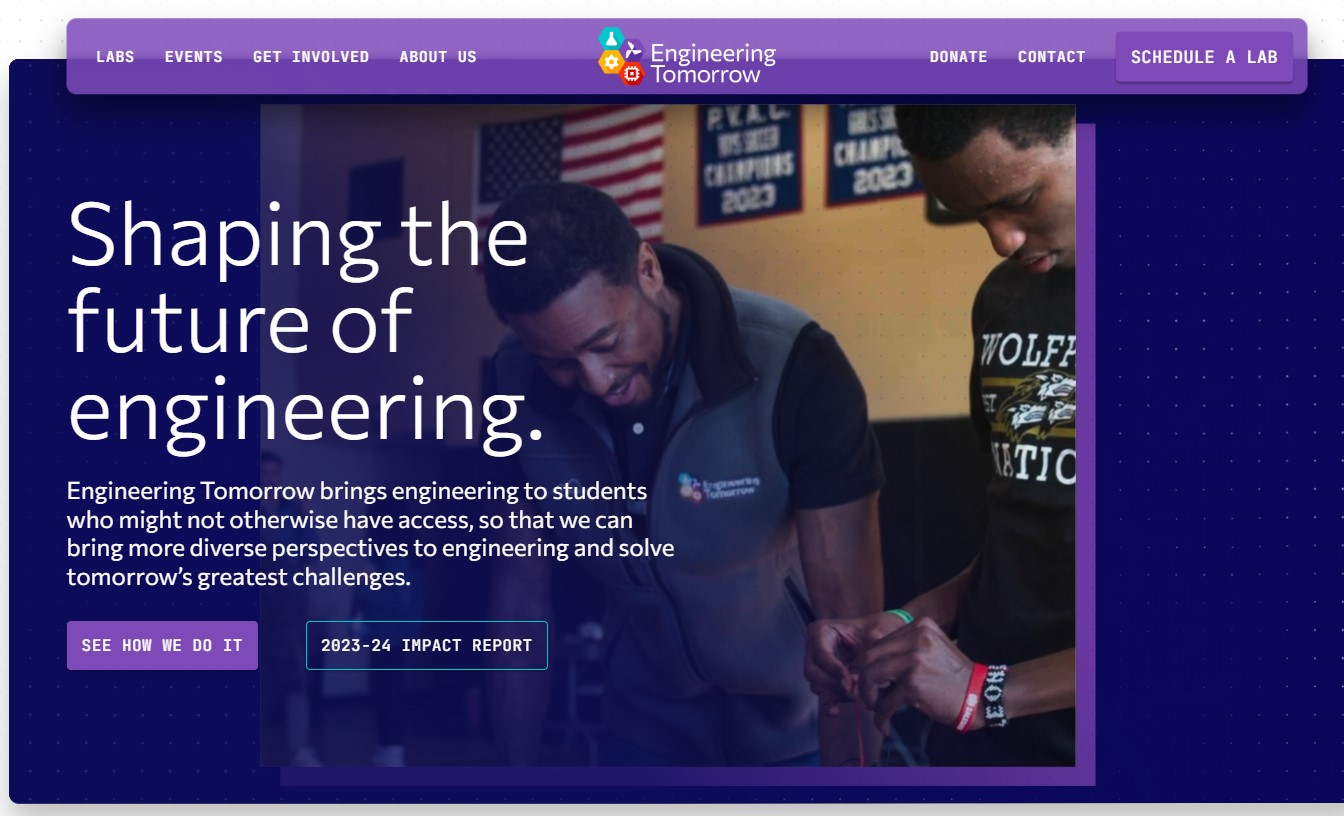 LABS EVENTS GET INVOLVED ABOUT US Engineering Tomorrow DONATE CONTACT SCHEDULE A LAB
P. V. A. C.
BOYS SOCCER
CHAMPIONS
2023
GIRLS
2023
Shaping the
future of
engineering.
WOLFP
EST
NATIO
Engineering
Tomorrow
Engineering Tomorrow brings engineering to students
who might not otherwise have access, so that we can
bring more diverse perspectives to engineering and solve
tomorrow’s greatest challenges.
SEE HOW WE DO IT 2023-24 IMPACT REPORT